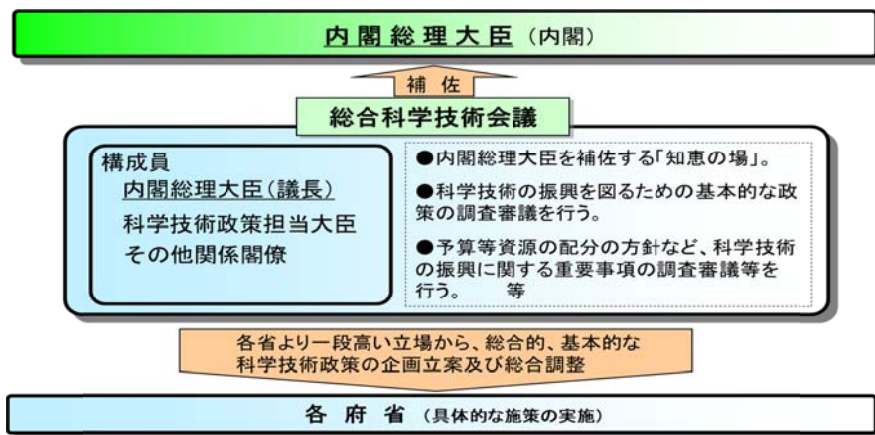 内閣総理大臣（内閣）
補 佐
総合科学技術会議
構成員
内閣総理大臣（議長）
科学技術政策担当大臣
その他関係閣僚
●内閣総理大臣を補佐する「知恵の場」。
●科学技術の振興を図るための基本的な政
策の調査審議を行う。
●予算等資源の配分の方針など、科学技術
の振興に関する重要事項の調査審議等を
行う。 等
各省より一段高い立場から、総合的、基本的な
科学技術政策の企画立案及び総合調整
各 府 省 （具体的な施策の実施）